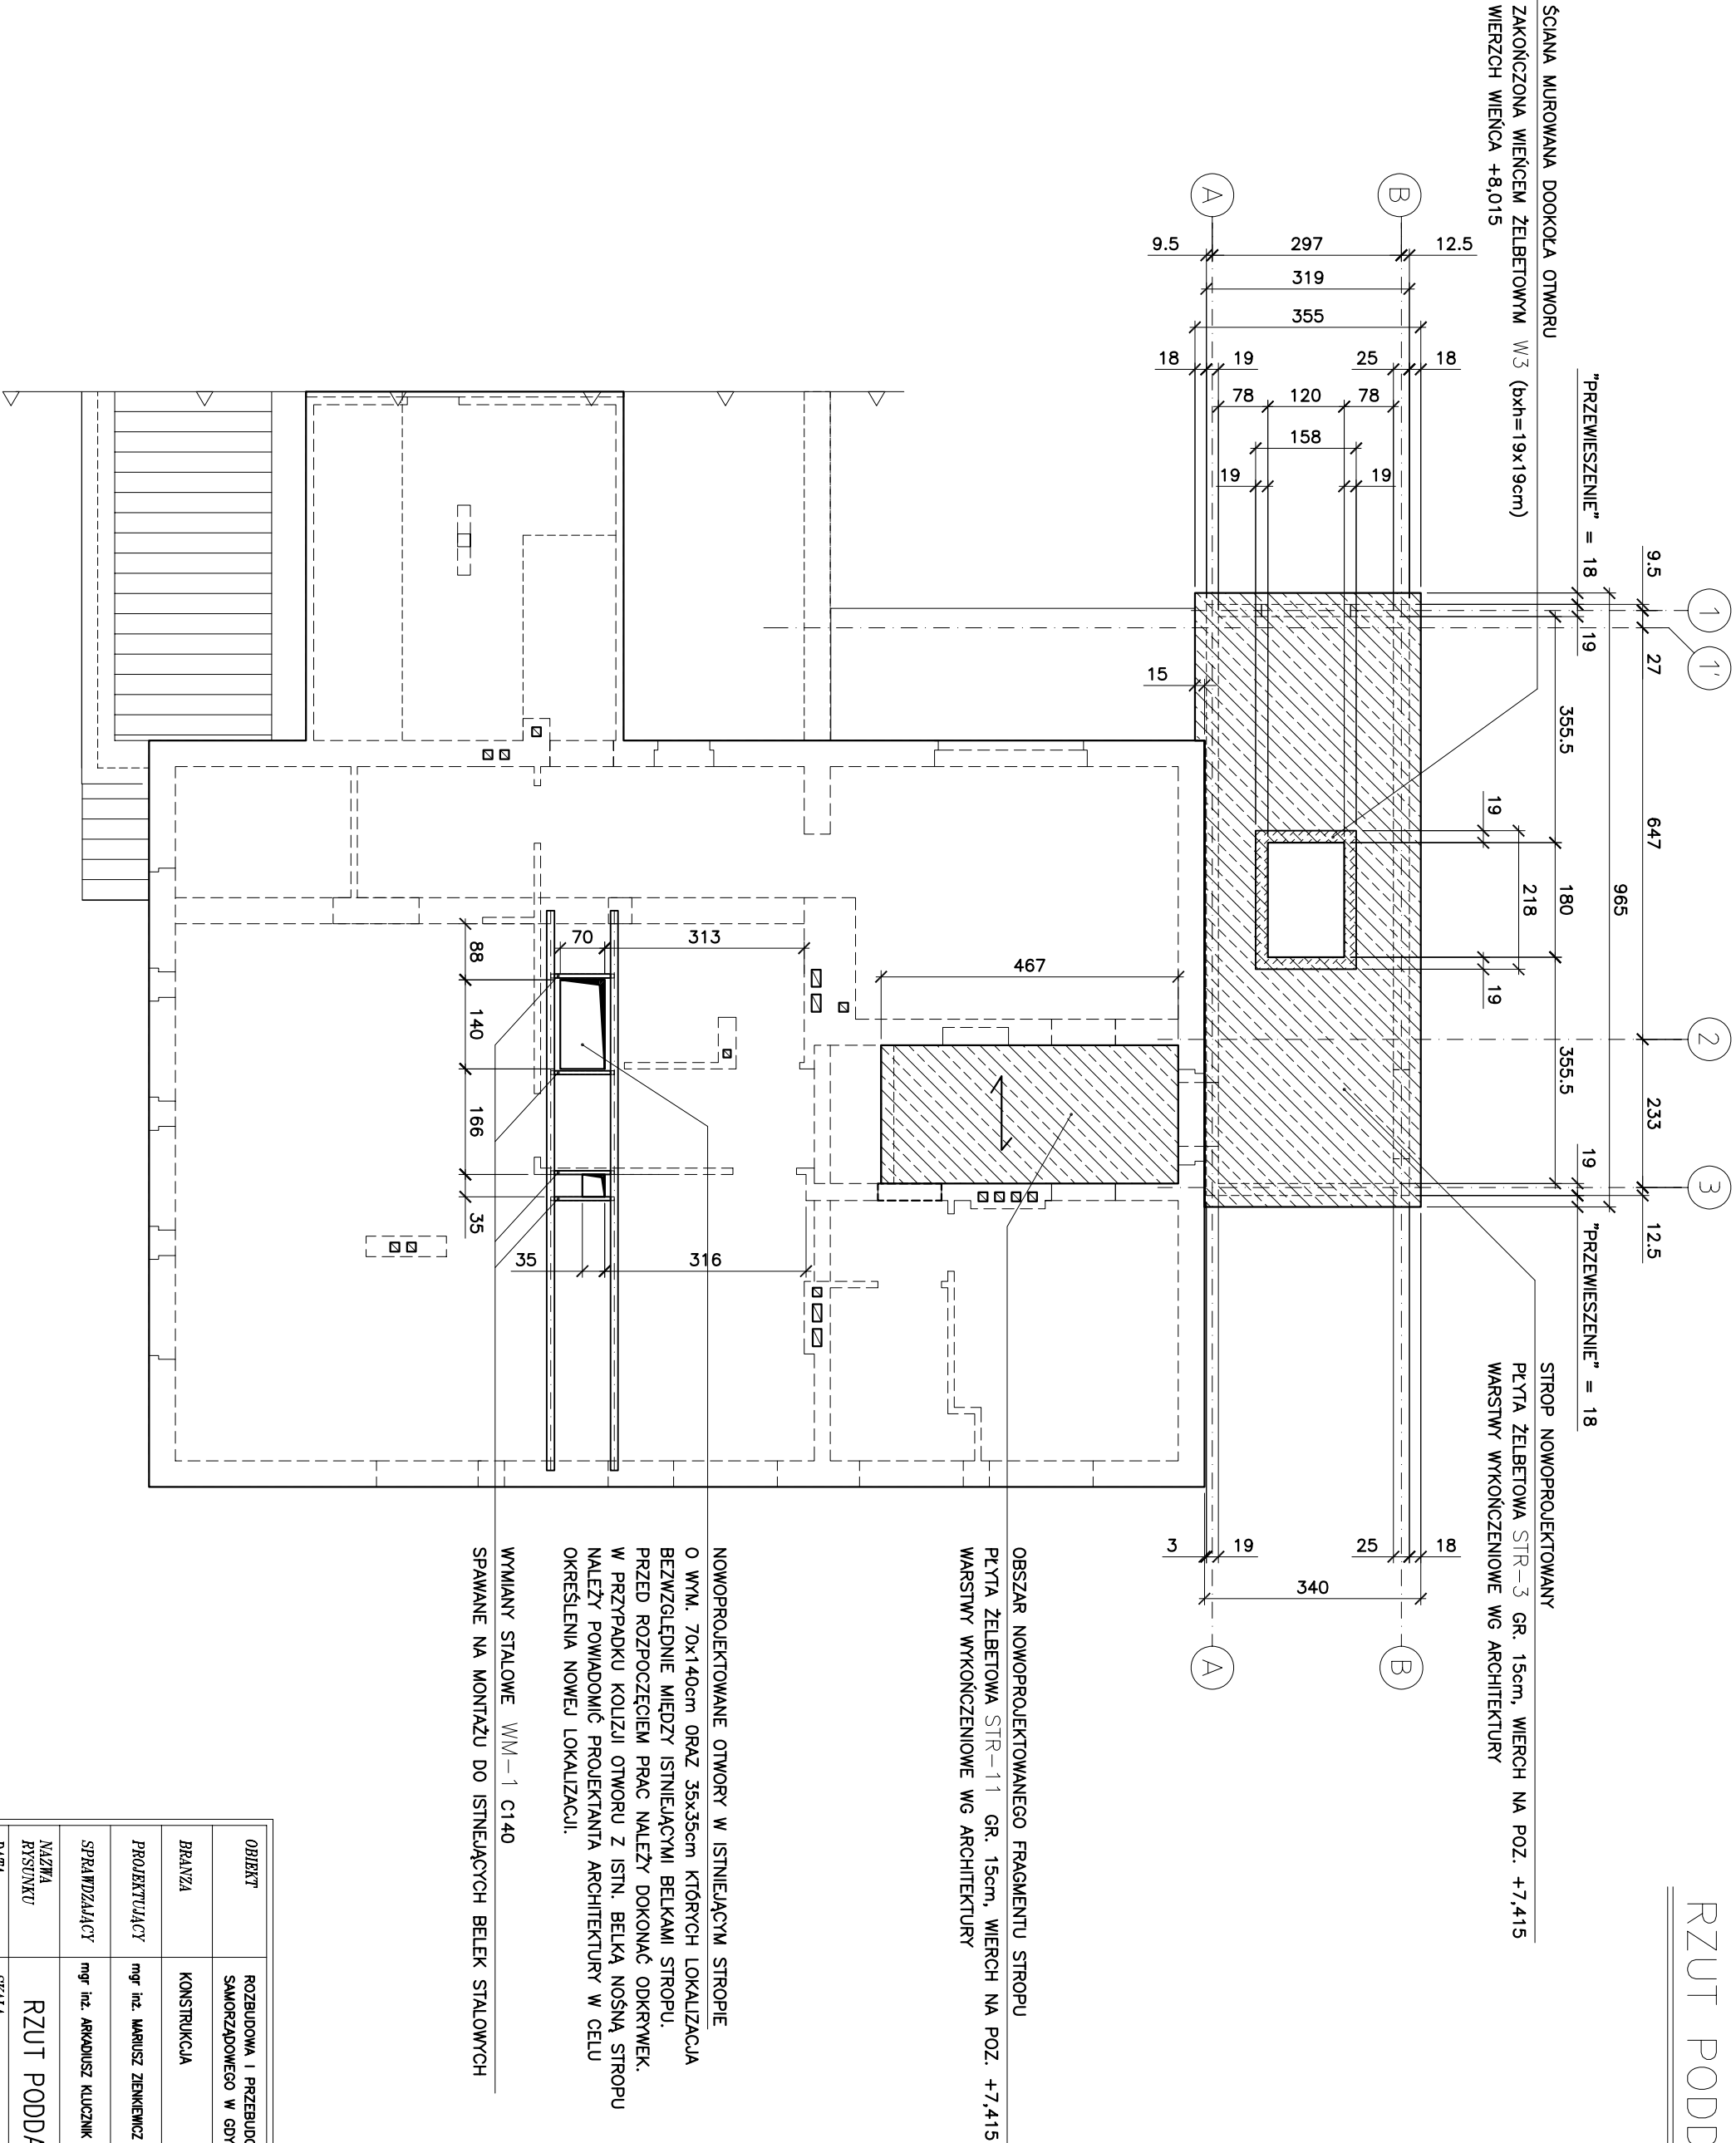 RZUT PODD
ŚCIANA MUROWANA DOOKOŁA OTWORU
ZAKOŃCZONA WIEŃCEM ŻELBETOWYM W3 (bxh=19x19cm)
WIERZCH WIEŃCA +8,015
"PRZEWIESZENIE" = 18
"PRZEWIESZENIE" = 18
1
1'
2
3
9.5
27
647
233
12.5
965
19
355.5
180
355.5
19
218
19
19
A
B
9.5
297
12.5
319
355
18
19
25
18
78
120
78
158
19
19
15
467
313
70
88
140
166
35
35
316
3
19
25
18
340
A
B
STROP NOWOPROJEKTOWANY
PŁYTA ŻELBETOWA STR-3 GR. 15cm, WIERCH NA POZ. +7,415
WARSTWY WYKOŃCZENIOWE WG ARCHITEKTURY
OBSZAR NOWOPROJEKTOWANEGO FRAGMENTU STROPU
PŁYTA ŻELBETOWA STR-11 GR. 15cm, WIERCH NA POZ. +7,415
WARSTWY WYKOŃCZENIOWE WG ARCHITEKTURY
NOWOPROJEKTOWANE OTWORY W ISTNIEJĄCYM STROPIE
O WYM. 70x140cm ORAZ 35x35cm KTÓRYCH LOKALIZACJA
BEZWZGLĘDNIE MIĘDZY ISTNIEJĄCYMI BELKAMI STROPU.
PRZED ROZPOCZĘCIEM PRAC NALEŻY DOKONAĆ ODKRYWEK.
W PRZYPADKU KOLIZJI OTWORU Z ISTN. BELKĄ NOŚNĄ STROPU
NALEŻY POWIADOMIĆ PROJEKTANTA ARCHITEKTURY W CELU
OKREŚLENIA NOWEJ LOKALIZACJI.
WYMIANY STALOWE WM-1 C140
SPAWANE NA MONTAŻU DO ISTNEJĄCYCH BELEK STALOWYCH
OBIEKT
ROZBUDOWA I PRZEBUDO
SAMORZĄDOWEGO W GDY
BRANŻA
KONSTRUKCJA
PROJEKTUJĄCY
mgr inż. MARIUSZ ZIENKIEWICZ
SPRAWDZAJĄCY
mgr inż. ARKADIUSZ KLUCZNIK
NAZWA
RYSUNKU
RZUT PODDA